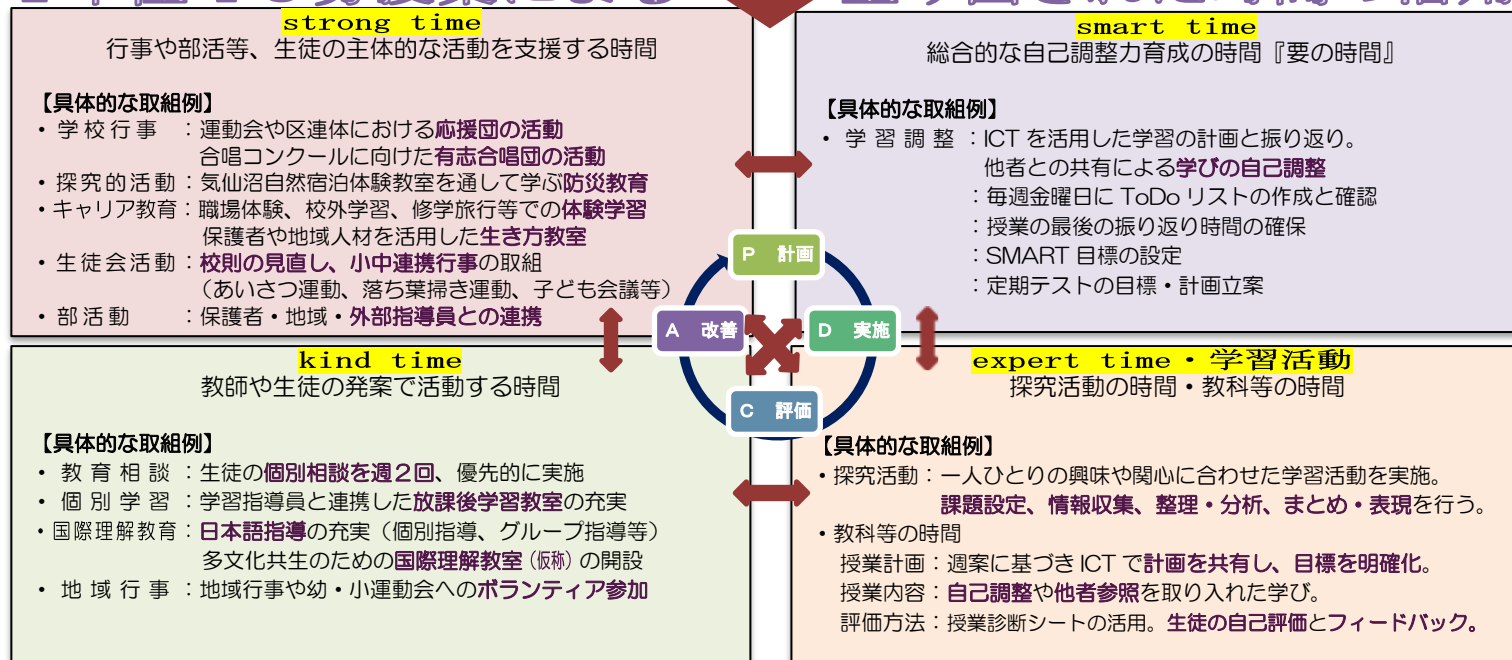 strong time
行事や部活等、生徒の主体的な活動を支援する時間
【具体的な取組例】
・学校行事 ：運動会や区連体における応援団の活動
合唱コンクールに向けた有志合唱団の活動
・探究的活動：気仙沼自然宿泊体験教室を通して学ぶ防災教育
・キャリア教育：職場体験、校外学習、修学旅行等での体験学習
保護者や地域人材を活用した生き方教室
・生徒会活動：校則の見直し、小中連携行事の取組
（あいさつ運動、落ち葉掃き運動、子ども会議等）
・部活動 ：保護者・地域・外部指導員との連携
smart time
総合的な自己調整力育成の時間『要の時間』
【具体的な取組例】
・学習調整：ICTを活用した学習の計画と振り返り。
他者との共有による学びの自己調整
：毎週金曜日に ToDo リストの作成と確認
：授業の最後の振り返り時間の確保
：SMART 目標の設定
：定期テストの目標・計画立案
P 計画
A 改善
D 実施
C 評価
kind time
教師や生徒の発案で活動する時間
【具体的な取組例】
・教育相談：生徒の個別相談を週２回、優先的に実施
・個別学習：学習指導員と連携した放課後学習教室の充実
・国際理解教育：日本語指導の充実（個別指導、グループ指導等）
多文化共生のための国際理解教室（仮称）の開設
・地域行事：地域行事や幼・小運動会へのボランティア参加
expert time・学習活動
探究活動の時間・教科等の時間
【具体的な取組例】
・探究活動：一人ひとりの興味や関心に合わせた学習活動を実施。
課題設定、情報収集、整理・分析、まとめ・表現を行う。
・教科等の時間
授業計画：週案に基づきICTで計画を共有し、目標を明確化。
授業内容：自己調整や他者参照を取り入れた学び。
評価方法：授業診断シートの活用。生徒の自己評価とフィードバック。